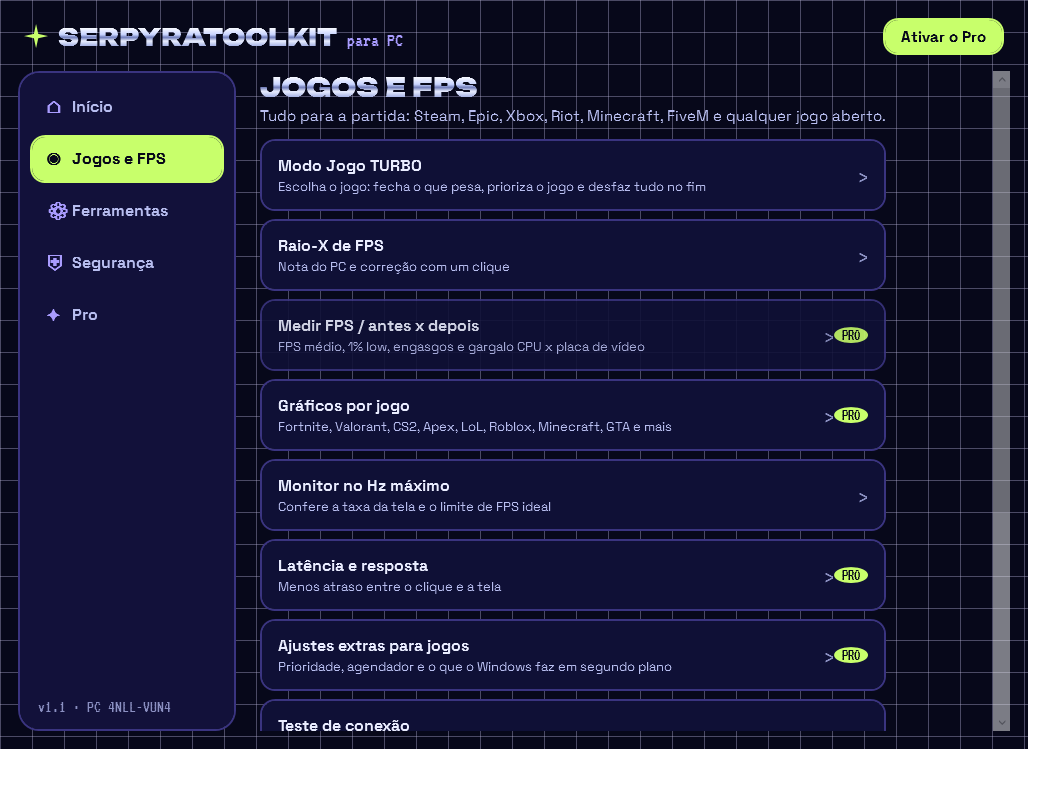 SERPYRATOOLKIT para PC
Ativar o Pro
Início
Jogos e FPS
Ferramentas
Segurança
Pro
v1.1 · PC 4NLL-VUN4
JOGOS E FPS
Tudo para a partida: Steam, Epic, Xbox, Riot, Minecraft, FiveM e qualquer jogo aberto.
Modo Jogo TURBO
Escolha o jogo: fecha o que pesa, prioriza o jogo e desfaz tudo no fim
>
Raio-X de FPS
Nota do PC e correção com um clique
>
Medir FPS / antes x depois
FPS médio, 1% low, engasgos e gargalo CPU x placa de vídeo
> PRO
Gráficos por jogo
Fortnite, Valorant, CS2, Apex, LoL, Roblox, Minecraft, GTA e mais
> PRO
Monitor no Hz máximo
Confere a taxa da tela e o limite de FPS ideal
>
Latência e resposta
Menos atraso entre o clique e a tela
> PRO
Ajustes extras para jogos
Prioridade, agendador e o que o Windows faz em segundo plano
> PRO
Teste de conexão